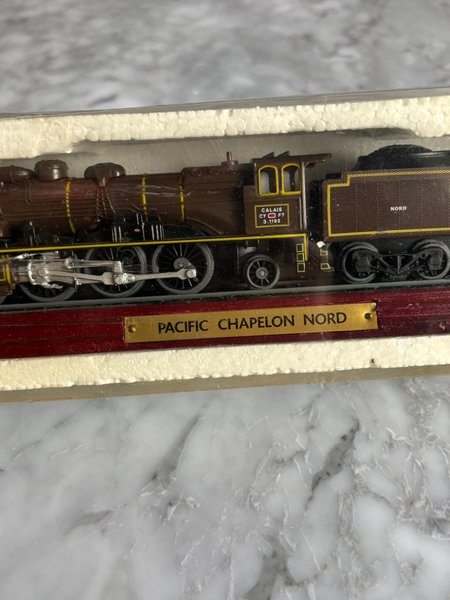 CALAIS
C7 F7
3.1192
NORD
PACIFIC CHAPELON NORD